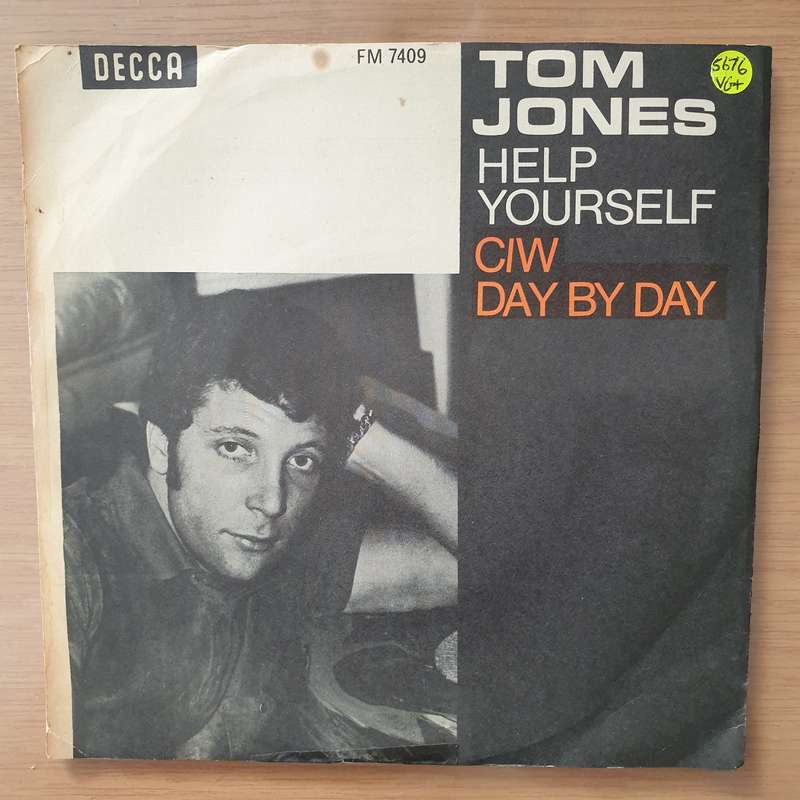 DECCA
FM 7409
TOM
JONES
HELP
YOURSELF
C/W
DAY BY DAY
5676
VG+